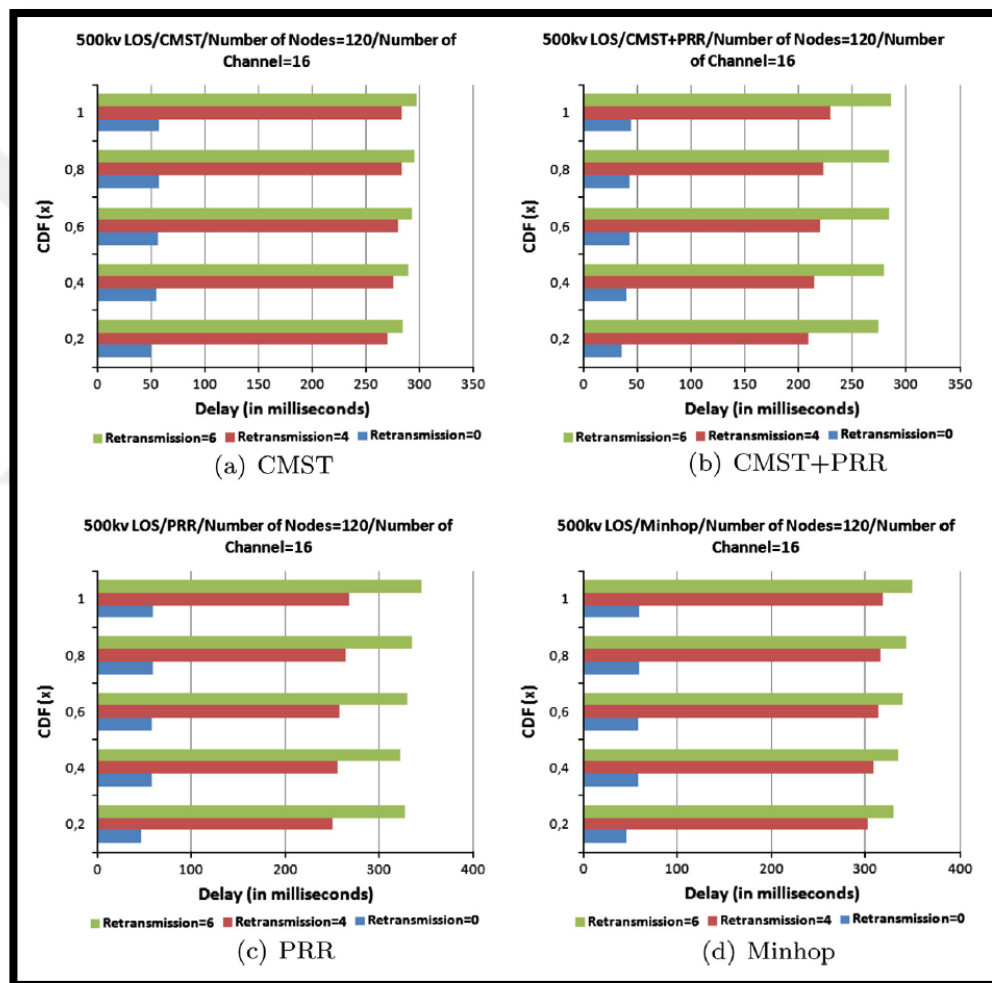 500kv LOS/CMST/Number of Nodes=120/Number of
Channel=16
CDF (x)
1
0,8
0,6
0,4
0,2
0 50 100 150 200 250 300 350
Delay (in milliseconds)
Retransmission=6 Retransmission=4 Retransmission=0
(a) CMST
500kv LOS/CMST+PRR/Number of Nodes=120/Number
of Channel=16
CDF (x)
1
0,8
0,6
0,4
0,2
0 50 100 150 200 250 300 350
Delay (in milliseconds)
Retransmission=6 Retransmission=4 Retransmission=0
(b) CMST+PRR
500kv LOS/PRR/Number of Nodes=120/Number of
Channel=16
CDF (x)
1
0,8
0,6
0,4
0,2
0 100 200 300 400
Delay (in milliseconds)
Retransmission=6 Retransmission=4 Retransmission=0
(c) PRR
500kv LOS/Minhop/Number of Nodes=120/Number of
Channel=16
CDF (x)
1
0,8
0,6
0,4
0,2
0 100 200 300 400
Delay (in milliseconds)
Retransmission=6 Retransmission=4 Retransmission=0
(d) Minhop